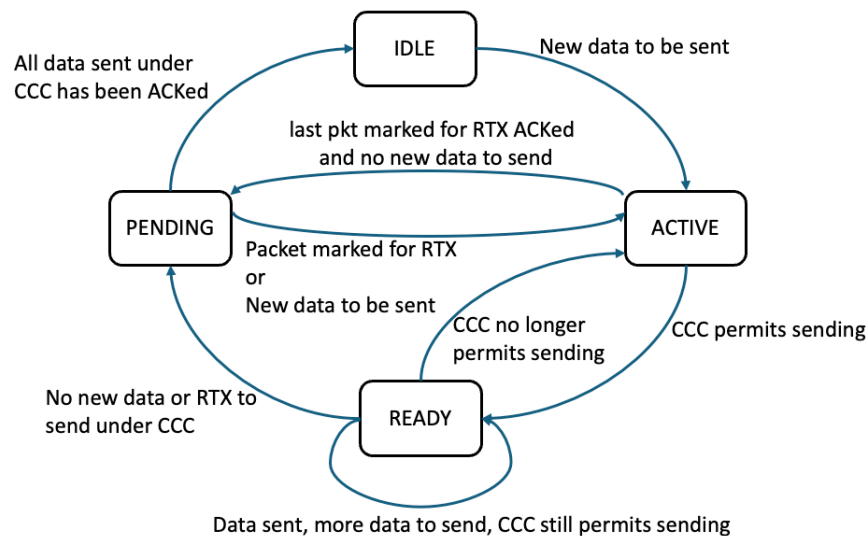 IDLE
New data to be sent
All data sent under
CCC has been ACKed
last pkt marked for RTX ACKed
and no new data to send
PENDING
ACTIVE
Packet marked for RTX
or
New data to be sent
CCC no longer
permits sending
CCC permits sending
No new data or RTX to
send under CCC
READY
Data sent, more data to send, CCC still permits sending